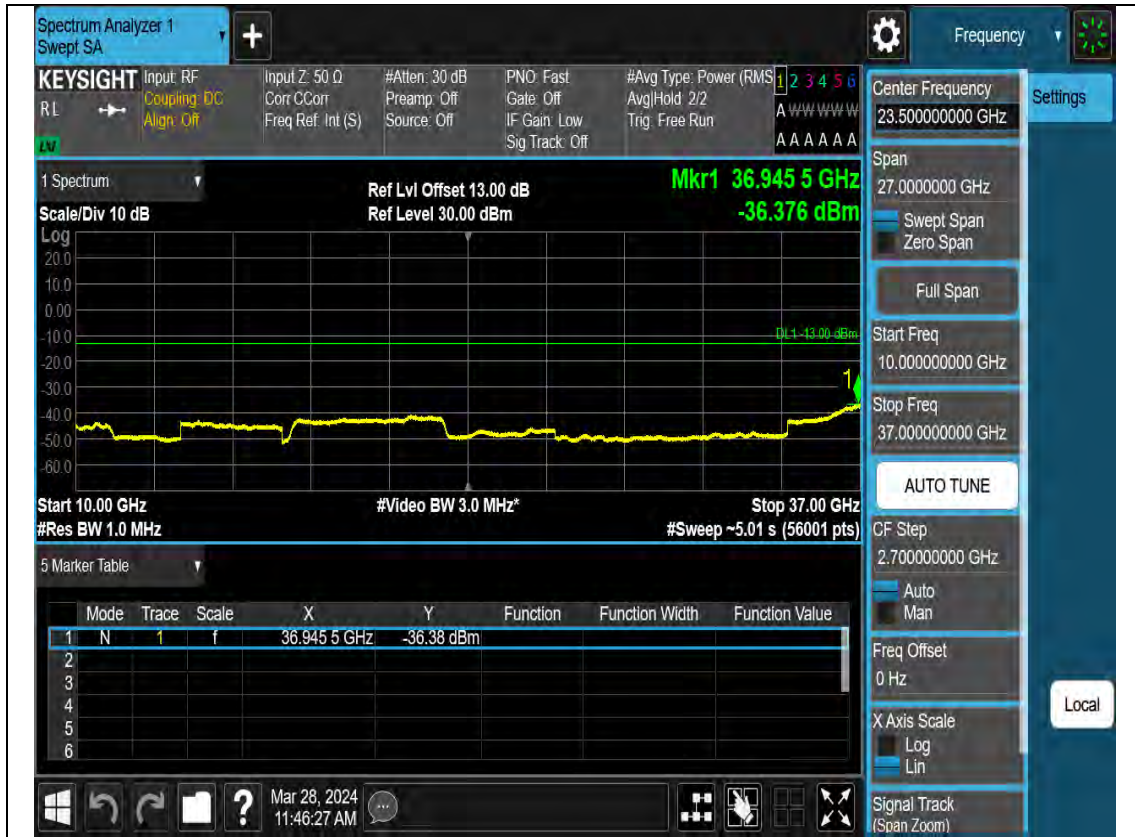 Spectrum Analyzer 1
Swept SA
+
Frequency
KEYSIGHT
RL
LXI
Input: RF
Coupling: DC
Align: Off
Input Z: 50 Ω
Corr CCorr
Freq Ref: Int (S)
#Atten: 30 dB
Preamp: Off
Source: Off
PNO: Fast
Gate: Off
IF Gain: Low
Sig Track: Off
#Avg Type: Power (RMS
Avg|Hold: 2/2
Trig: Free Run
1 2 3 4 5 6
A W W W W W
A A A A A A
1 Spectrum
Scale/Div 10 dB
Ref Lvl Offset 13.00 dB
Ref Level 30.00 dBm
Mkr1 36.945 5 GHz
-36.376 dBm
Log
20.0
10.0
0.00
-10.0
-20.0
-30.0
-40.0
-50.0
-60.0
DL1 -13.00 dBm
1
Start 10.00 GHz
#Video BW 3.0 MHz*
Stop 37.00 GHz
#Res BW 1.0 MHz
#Sweep ~5.01 s (56001 pts)
5 Marker Table
Mode Trace Scale X Y Function Function Width Function Value
1 N 1 f 36.945 5 GHz -36.38 dBm
2
3
4
5
6
Mar 28, 2024
11:46:27 AM
?
Center Frequency
23.500000000 GHz
Settings
Span
27.0000000 GHz
Swept Span
Zero Span
Full Span
Start Freq
10.000000000 GHz
Stop Freq
37.000000000 GHz
AUTO TUNE
CF Step
2.700000000 GHz
Auto
Man
Freq Offset
0 Hz
Local
X Axis Scale
Log
Lin
Signal Track
(Span Zoom)